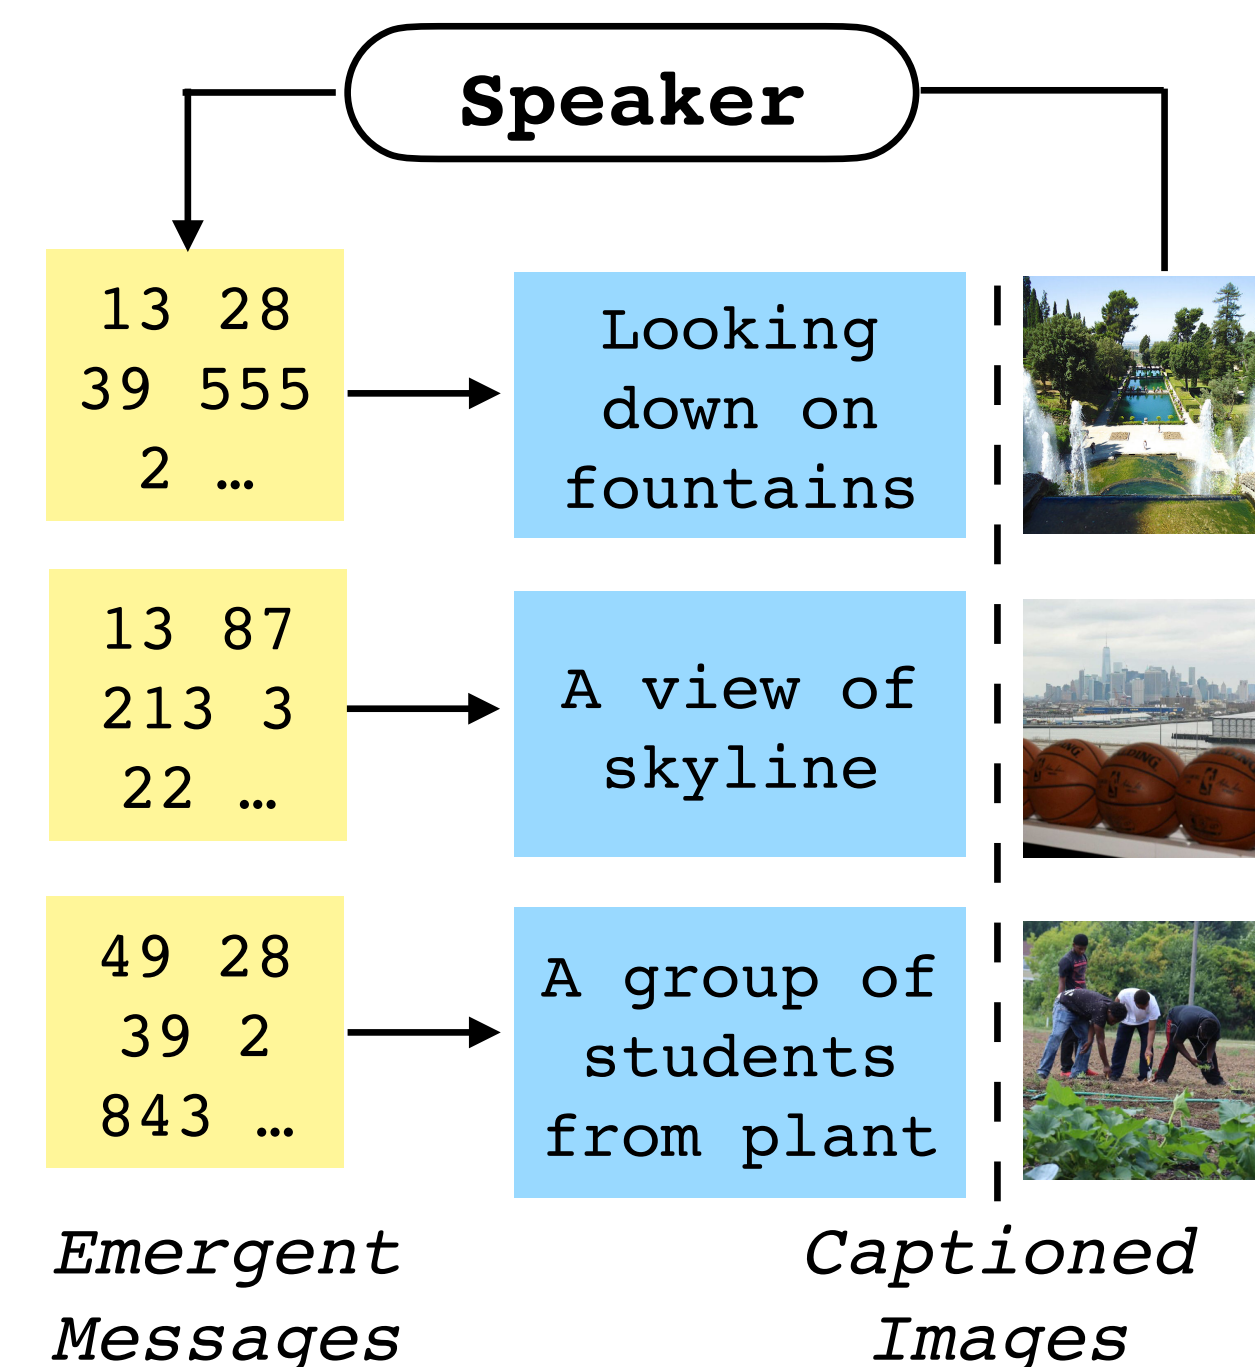 Speaker
13 28
39 555
2 …
Looking
down on
fountains
13 87
213 3
22 …
A view of
skyline
49 28
39 2
843 …
A group of
students
from plant
Emergent
Messages
Captioned
Images